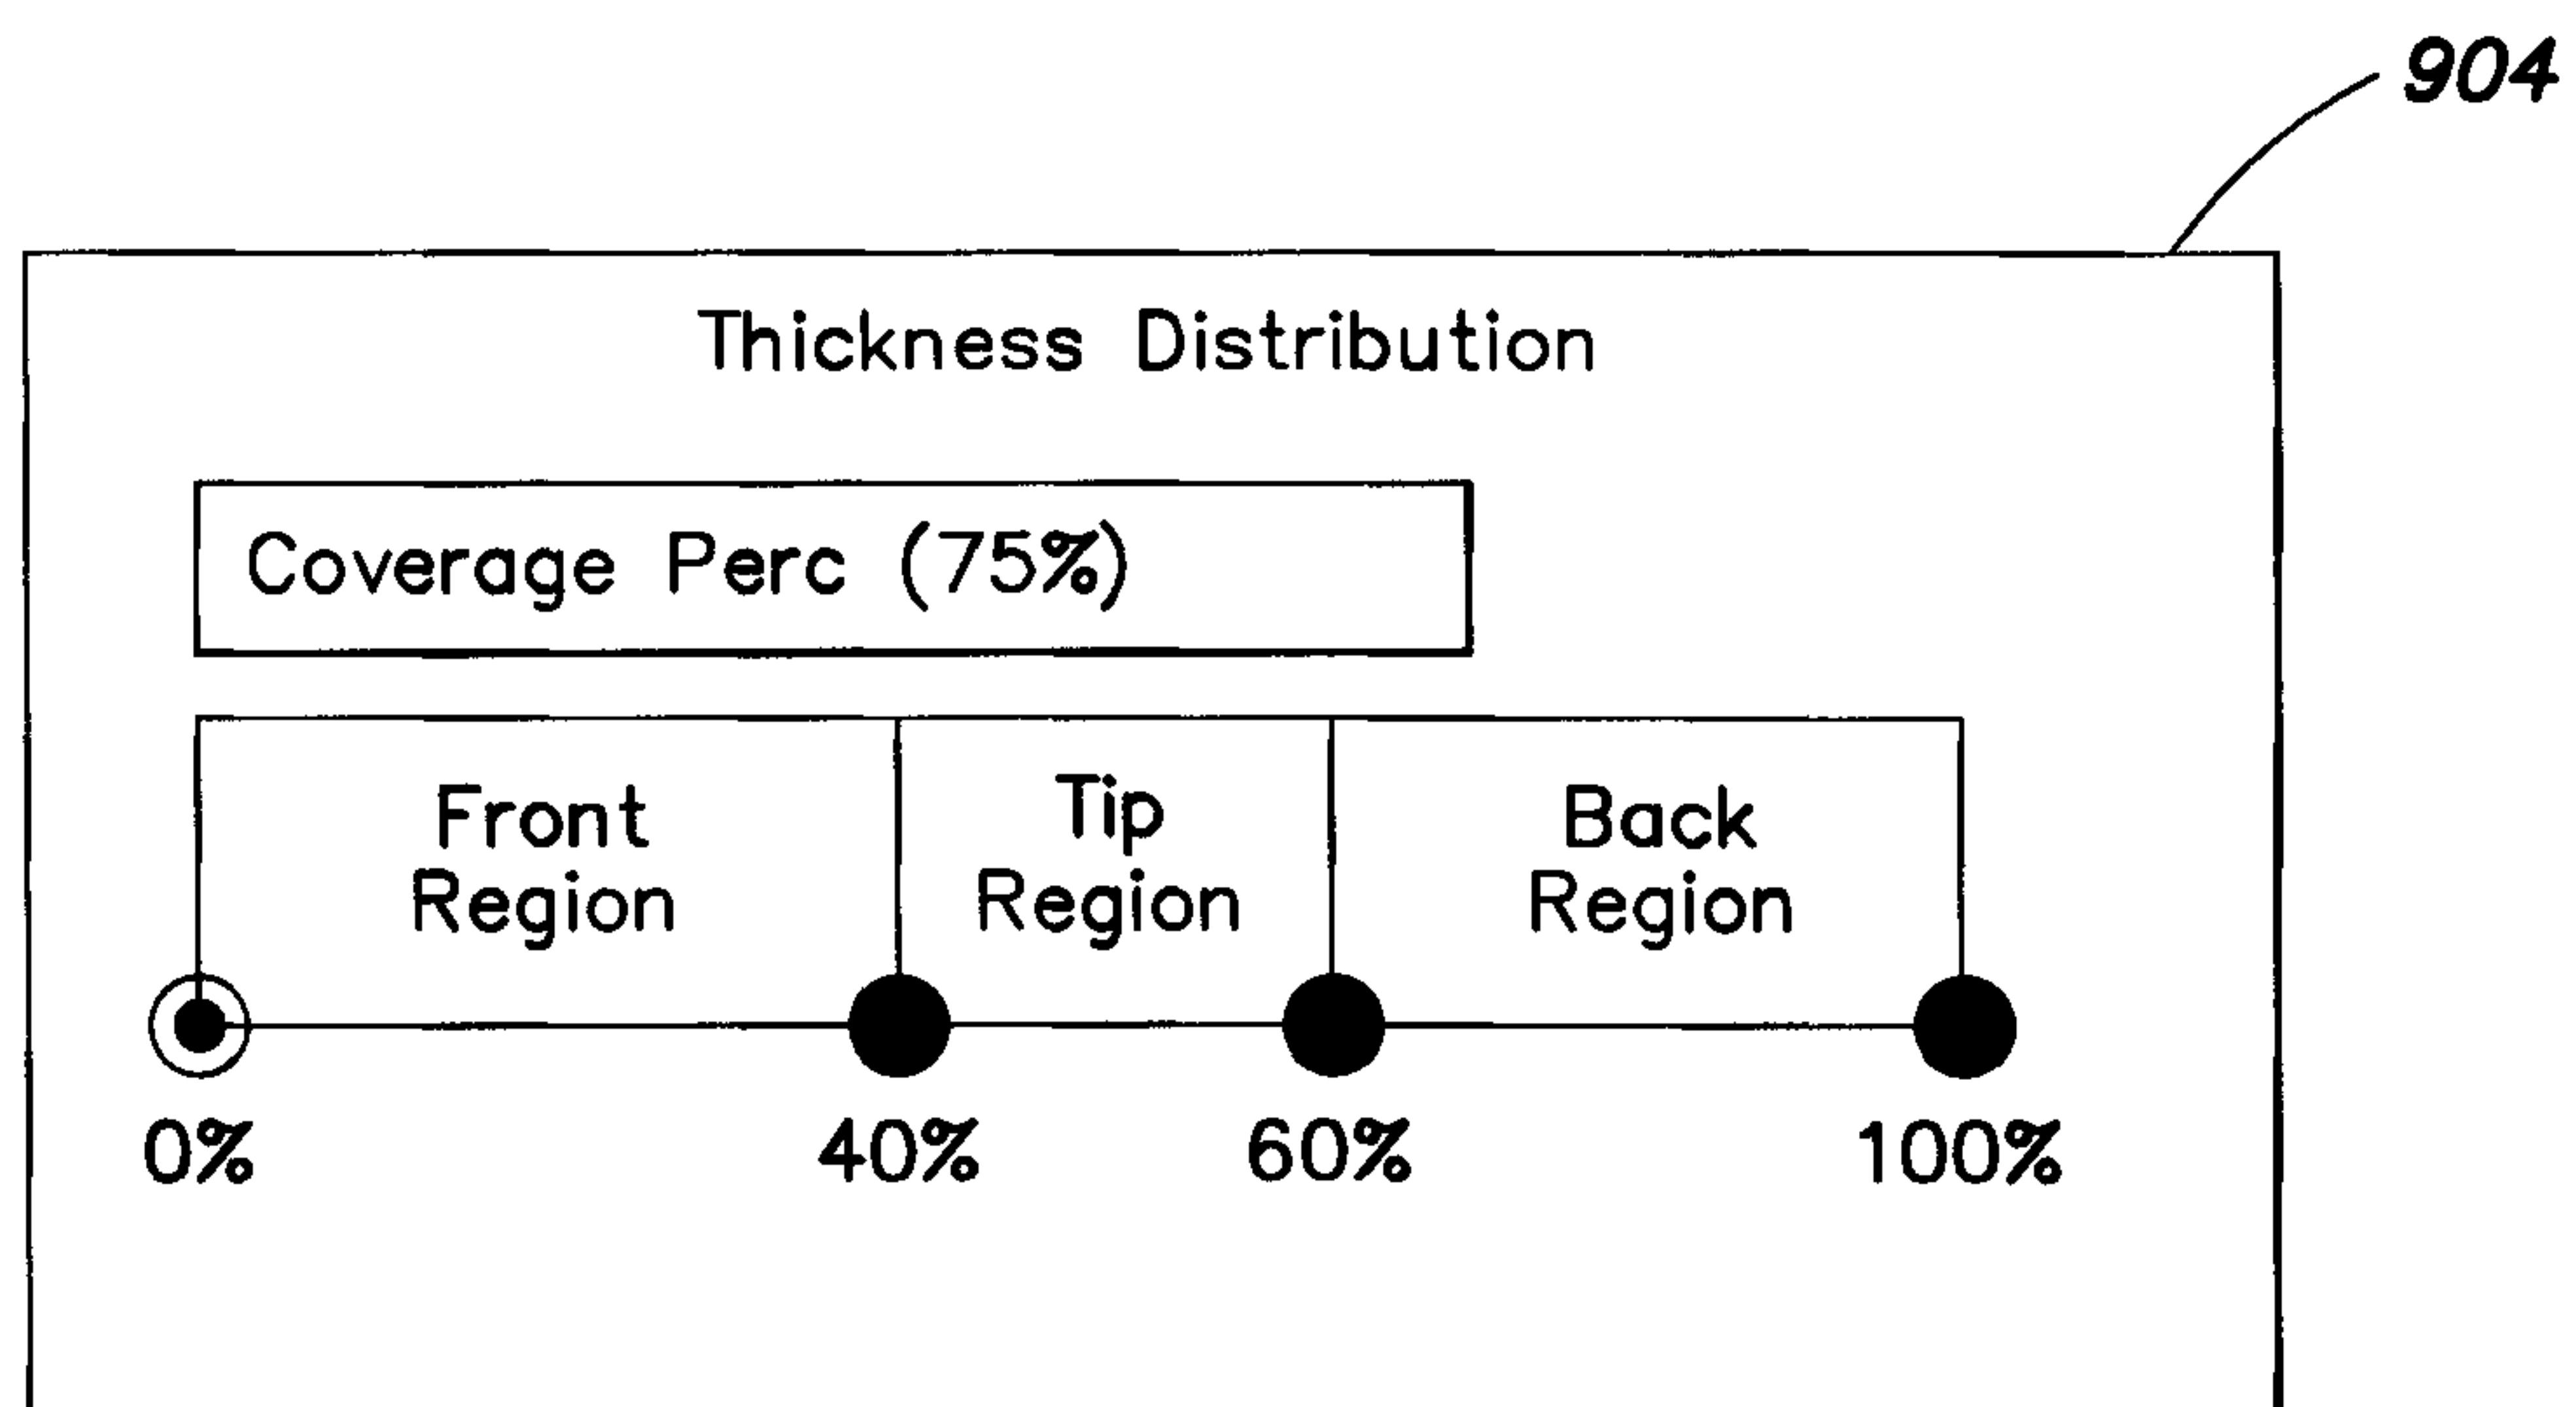 904
Thickness Distribution
Coverage Perc (75%)
Front
Region
Tip
Region
Back
Region
0%
40%
60%
100%